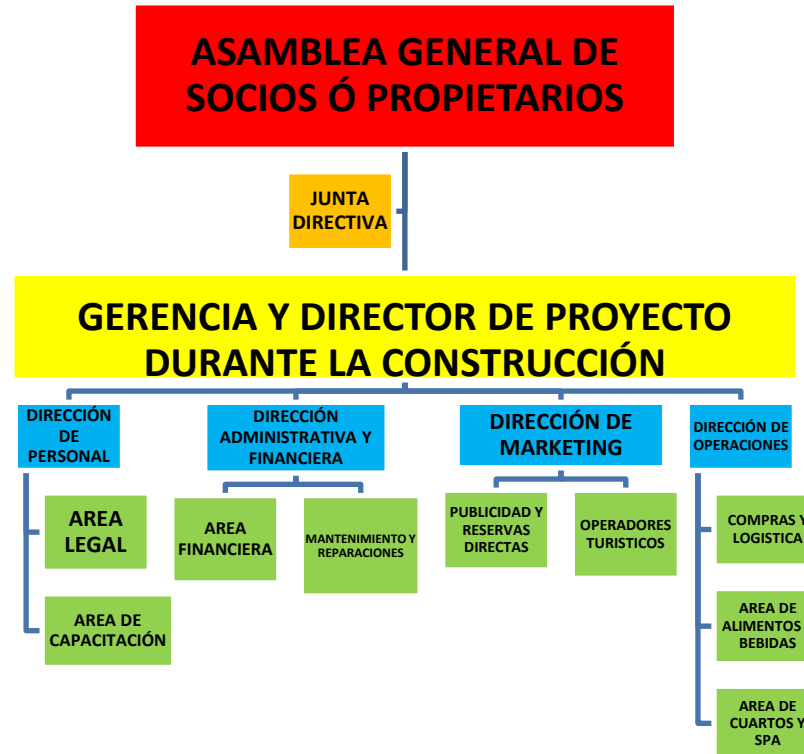 ASAMBLEA GENERAL DE
SOCIOS Ó PROPIETARIOS
JUNTA
DIRECTIVA
GERENCIA Y DIRECTOR DE PROYECTO
DURANTE LA CONSTRUCCIÓN
DIRECCIÓN
DE
PERSONAL
AREA
LEGAL
AREA DE
CAPACITACIÓN
DIRECCIÓN
ADMINISTRATIVA Y
FINANCIERA
AREA
FINANCIERA
MANTENIMIENTO Y
REPARACIONES
DIRECCIÓN DE
MARKETING
PUBLICIDAD Y
RESERVAS
DIRECTAS
OPERADORES
TURISTICOS
DIRECCIÓN DE
OPERACIONES
COMPRAS Y
LOGISTICA
AREA DE
ALIMENTOS
BEBIDAS
AREA DE
CUARTOS Y
SPA